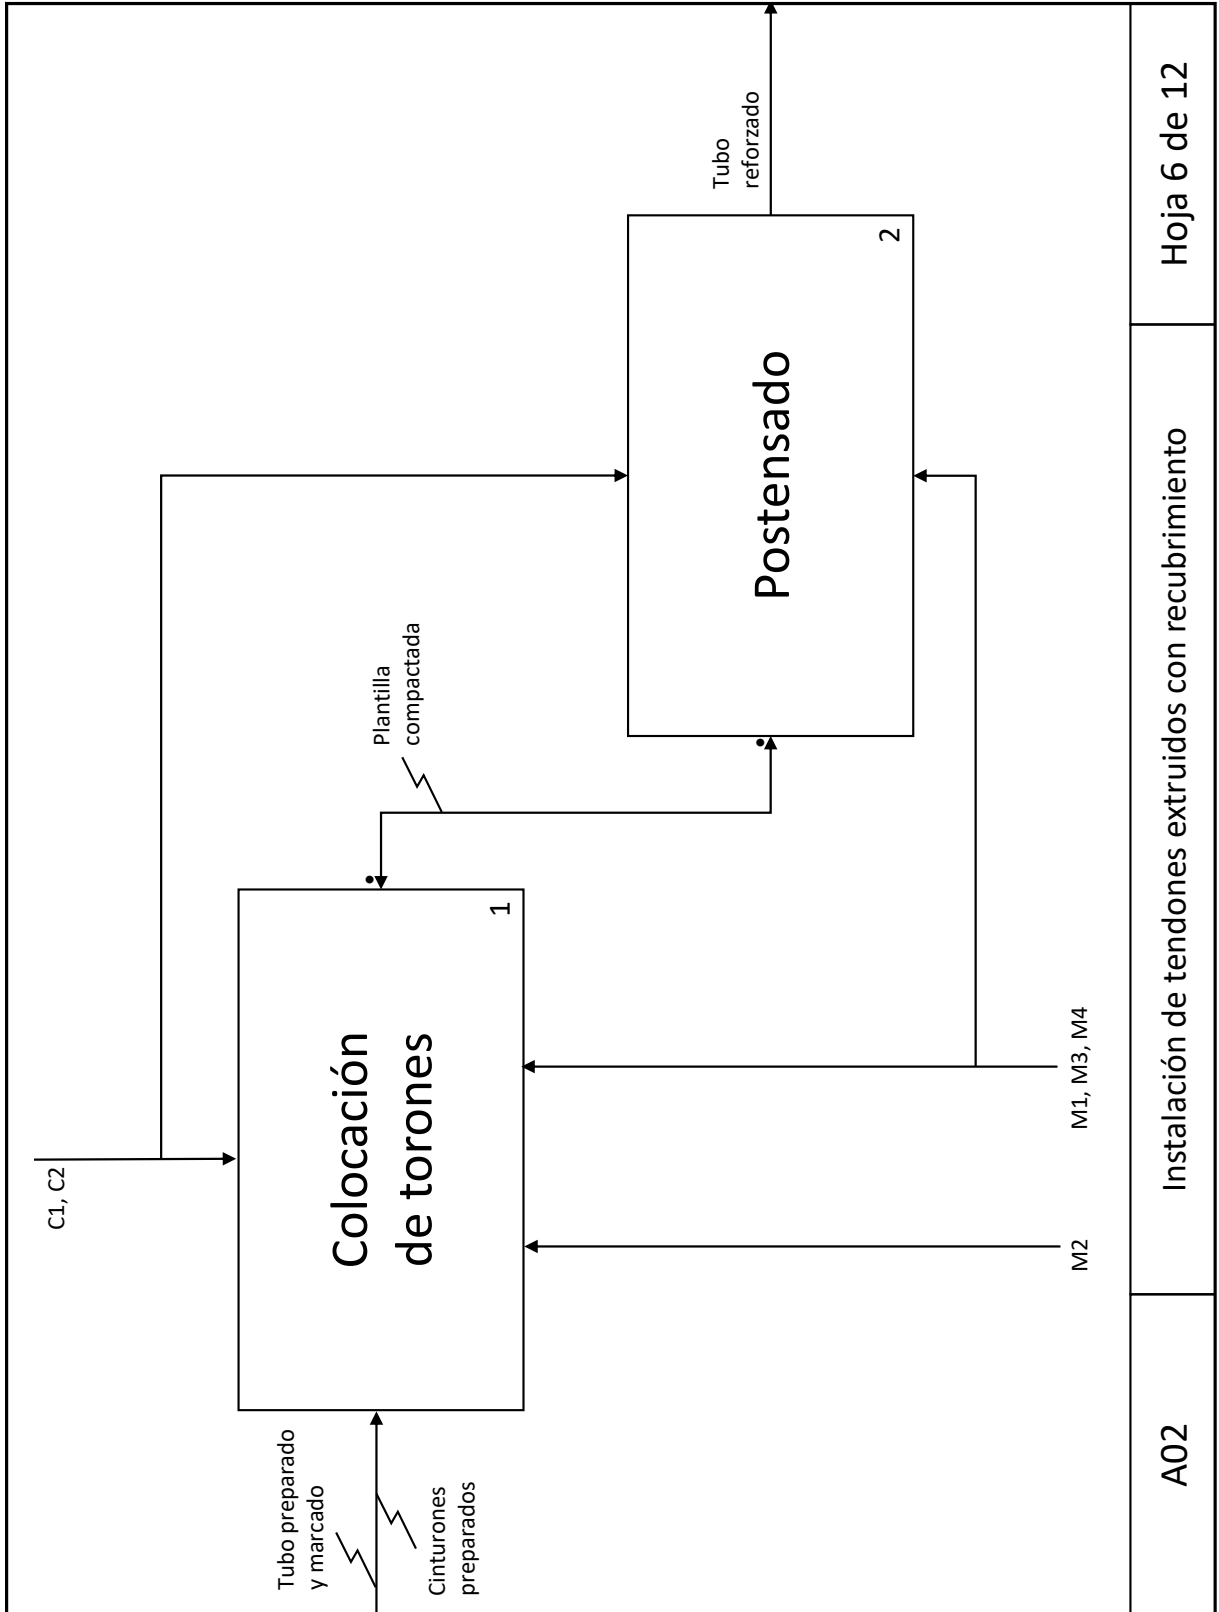 C1, C2
Tubo preparado
y marcado
Cinturones
preparados
Colocación
de torones
1
Plantilla
compactada
Postensado
2
Tubo
reforzado
M2
M1, M3, M4
A02
Instalación de tendones extruidos con recubrimiento
Hoja 6 de 12